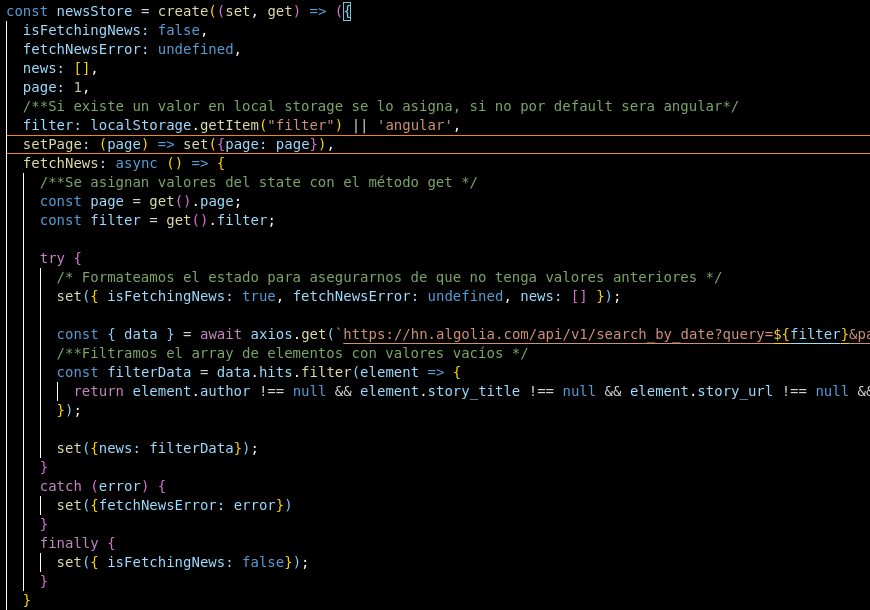 const newsStore = create((set, get) => ({
isFetchingNews: false,
fetchNewsError: undefined,
news: [],
page: 1,
/**Si existe un valor en local storage se lo asigna, si no por default sera angular*/
filter: localStorage.getItem("filter") || 'angular',
setPage: (page) => set({page: page}),
fetchNews: async () => {
/**Se asignan valores del state con el método get */
const page = get().page;
const filter = get().filter;
try {
/* Formateamos el estado para asegurarnos de que no tenga valores anteriores */
set({ isFetchingNews: true, fetchNewsError: undefined, news: [] });
const { data } = await axios.get(`https://hn.algolia.com/api/v1/search_by_date?query=${filter}&pa
/**Filtramos el array de elementos con valores vacíos */
const filterData = data.hits.filter(element => {
return element.author !== null && element.story_title !== null && element.story_url !== null &&
});
set({news: filterData});
}
catch (error) {
set({fetchNewsError: error})
}
finally {
set({ isFetchingNews: false});
}
}